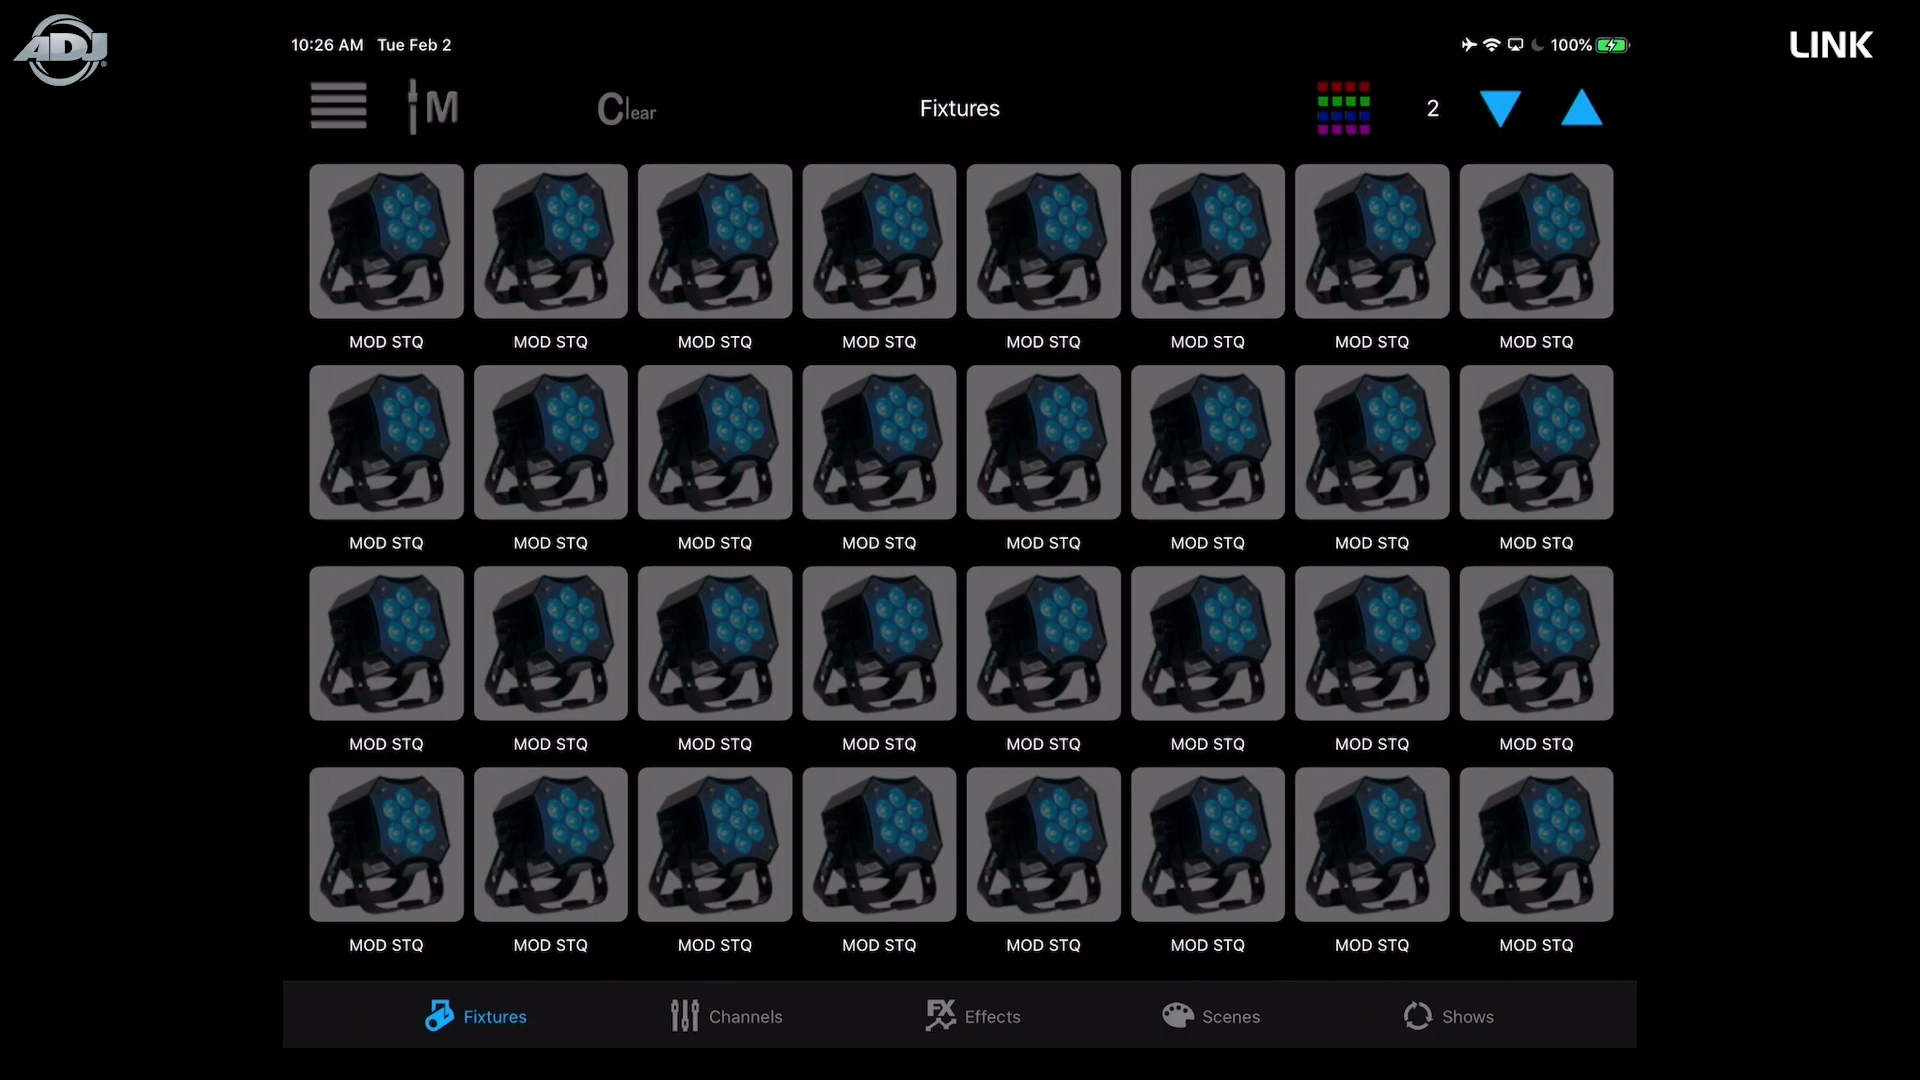 ADJ
10:26 AM Tue Feb 2
100%
LINK
M
Clear
Fixtures
2
MOD STQ MOD STQ MOD STQ MOD STQ MOD STQ MOD STQ MOD STQ MOD STQ
MOD STQ MOD STQ MOD STQ MOD STQ MOD STQ MOD STQ MOD STQ MOD STQ
MOD STQ MOD STQ MOD STQ MOD STQ MOD STQ MOD STQ MOD STQ MOD STQ
MOD STQ MOD STQ MOD STQ MOD STQ MOD STQ MOD STQ MOD STQ MOD STQ
Fixtures Channels FX Effects Scenes Shows